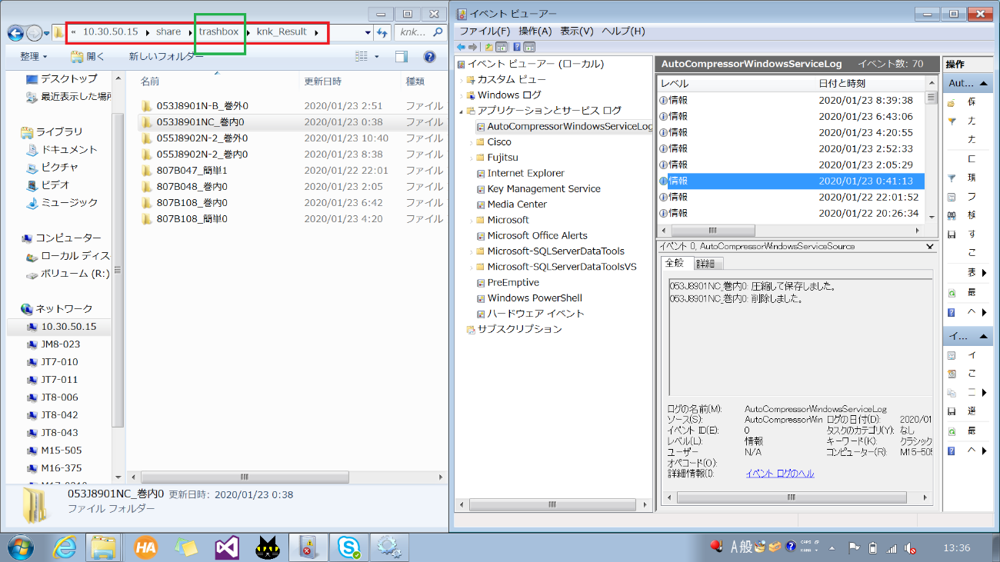 « 10.30.50.15 ▸ share ▸ trashbox ▸ knk_Result ▸
knk...
整理 ▾ 開く ▾ 新しいフォルダー
デスクトップ
最近表示した場所
ライブラリ
ドキュメント
ピクチャ
ビデオ
ミュージック
コンピューター
ローカル ディス
ボリューム (R:)
ネットワーク
10.30.50.15
JM8-023
JT7-010
JT7-011
JT8-006
JT8-042
JT8-043
M15-505
M16-375
名前 更新日時 種類
053J8901N-B_巻外0 2020/01/23 2:51 ファイル
053J8901NC_巻内0 2020/01/23 0:38 ファイル
055J8902N-2_巻外0 2020/01/23 10:40 ファイル
055J8902N-2_巻内0 2020/01/23 8:38 ファイル
807B047_簡単1 2020/01/22 22:01 ファイル
807B048_巻内0 2020/01/23 2:05 ファイル
807B108_巻内0 2020/01/23 6:42 ファイル
807B108_簡単0 2020/01/23 4:20 ファイル
053J8901NC_巻内0 更新日時: 2020/01/23 0:38
ファイル フォルダー
イベント ビューアー
ファイル(F) 操作(A) 表示(V) ヘルプ(H)
イベント ビューアー (ローカル)
カスタム ビュー
Windows ログ
アプリケーションとサービス ログ
AutoCompressorWindowsServiceLog
Cisco
Fujitsu
Internet Explorer
Key Management Service
Media Center
Microsoft
Microsoft Office Alerts
Microsoft-SQLServerDataTools
Microsoft-SQLServerDataToolsVS
PreEmptive
Windows PowerShell
ハードウェア イベント
サブスクリプション
AutoCompressorWindowsServiceLog イベント数: 70
レベル 日付と時刻
情報 2020/01/23 8:39:38
情報 2020/01/23 6:43:06
情報 2020/01/23 4:20:55
情報 2020/01/23 2:52:33
情報 2020/01/23 2:05:29
情報 2020/01/23 0:41:13
情報 2020/01/22 22:01:52
情報 2020/01/22 20:26:34
イベント 0, AutoCompressorWindowsServiceSource
全般 詳細
053J8901NC_巻内0: 圧縮して保存しました。
053J8901NC_巻内0: 削除しました。
ログの名前(M): AutoCompressorWindowsServiceLog
ソース(S): AutoCompressorWin ログの日付(D): 2020/01
イベント ID(E): 0 タスクのカテゴリ(Y): なし
レベル(L): 情報 キーワード(K): クラシック
ユーザー N/A コンピューター(R): M15-505
オペコード(O):
詳細情報(I): イベント ログのヘル
操作
Aut...
保
カ
カ
ロ
現
フ
検
す
こ
表
最
ヘ
イ...
イ
こ
コ
選
最
ヘ
HA
A 般
CAPS
KANA
13:36